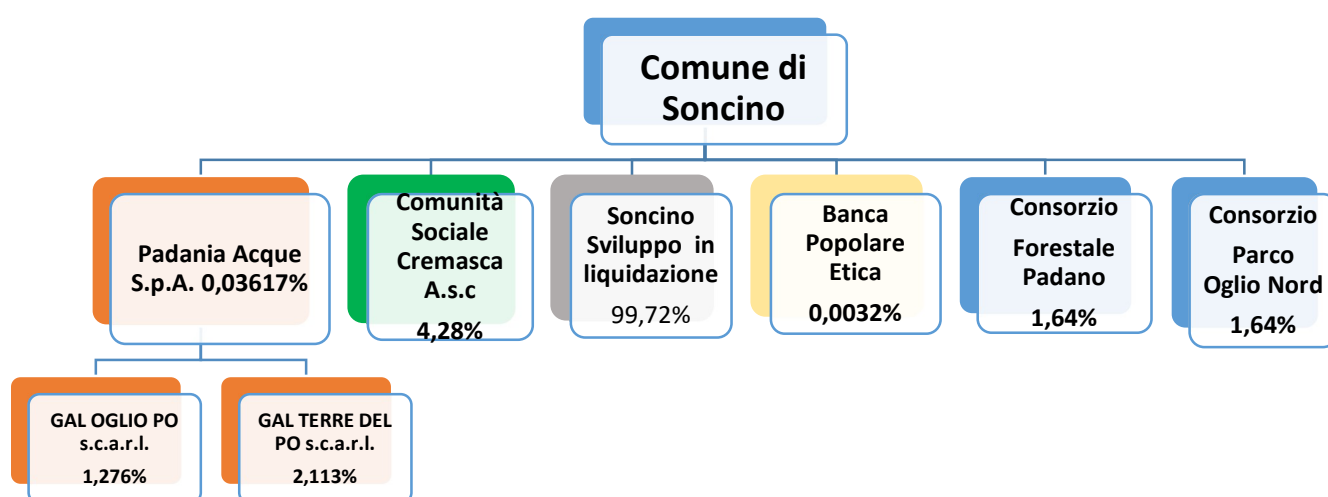 Comune di
Soncino
Padania Acque
S.p.A. 0,03617%
Comunità
Sociale
Cremasca
A.s.c
4,28%
Soncino
Sviluppo in
liquidazione
99,72%
Banca
Popolare
Etica
0,0032%
Consorzio
Forestale
Padano
1,64%
Consorzio
Parco
Oglio Nord
1,64%
GAL OGLIO PO
s.c.a.r.l.
1,276%
GAL TERRE DEL
PO s.c.a.r.l.
2,113%